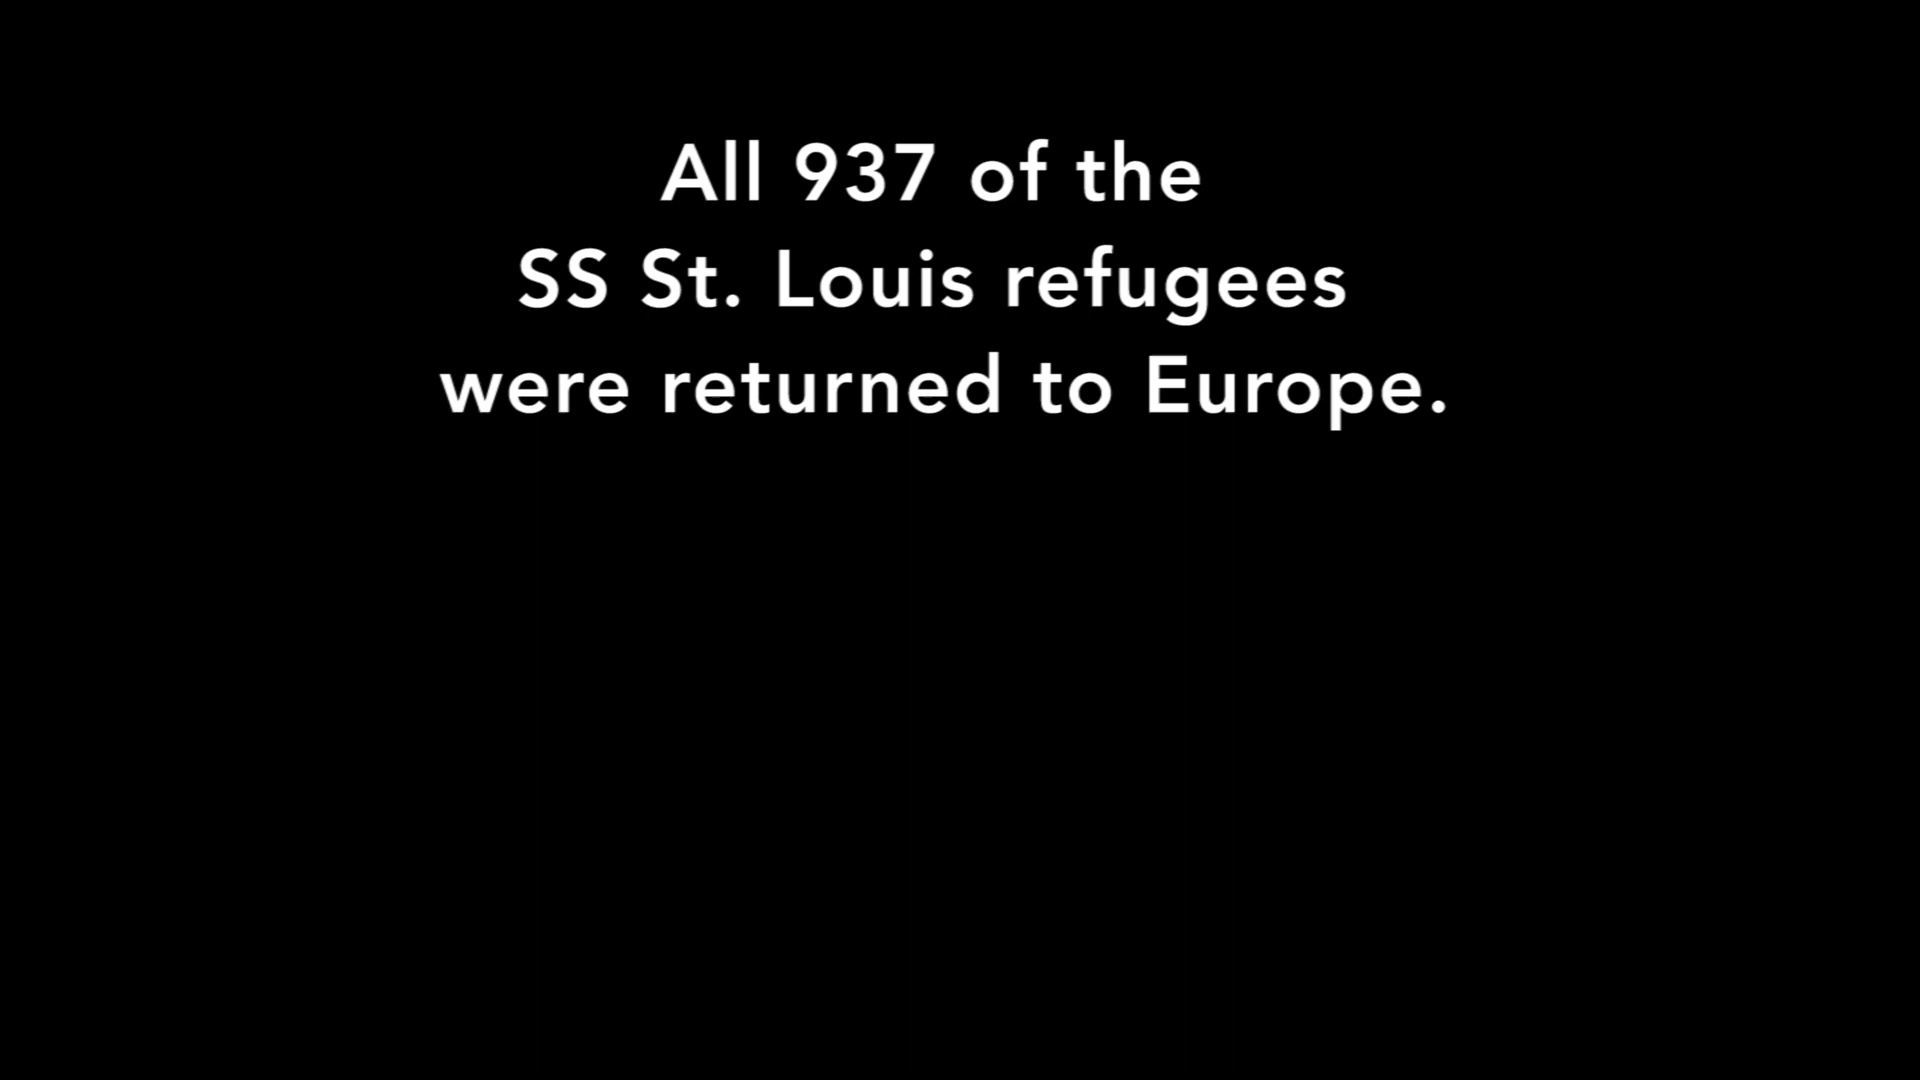 All 937 of the
SS St. Louis refugees
were returned to Europe.